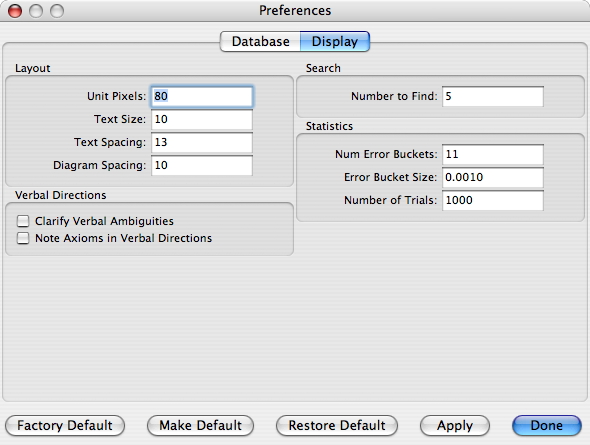 Preferences
Database Display
Layout
Unit Pixels: 80
Text Size: 10
Text Spacing: 13
Diagram Spacing: 10
Verbal Directions
Clarify Verbal Ambiguities
Note Axioms in Verbal Directions
Search
Number to Find: 5
Statistics
Num Error Buckets: 11
Error Bucket Size: 0.0010
Number of Trials: 1000
Factory Default Make Default Restore Default Apply Done